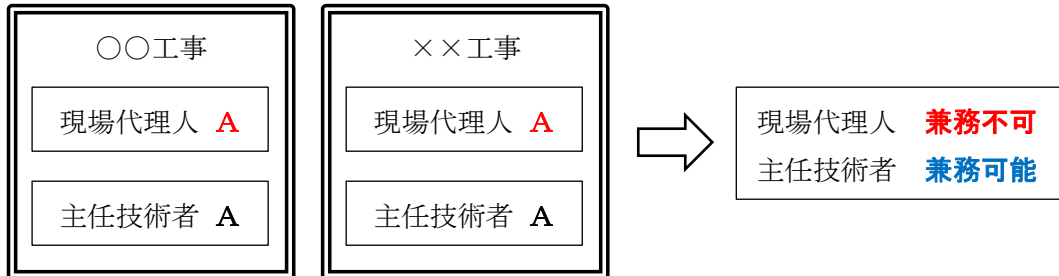 ○○工事
現場代理人 A
主任技術者 A
××工事
現場代理人 A
主任技術者 A
現場代理人 兼務不可
主任技術者 兼務可能